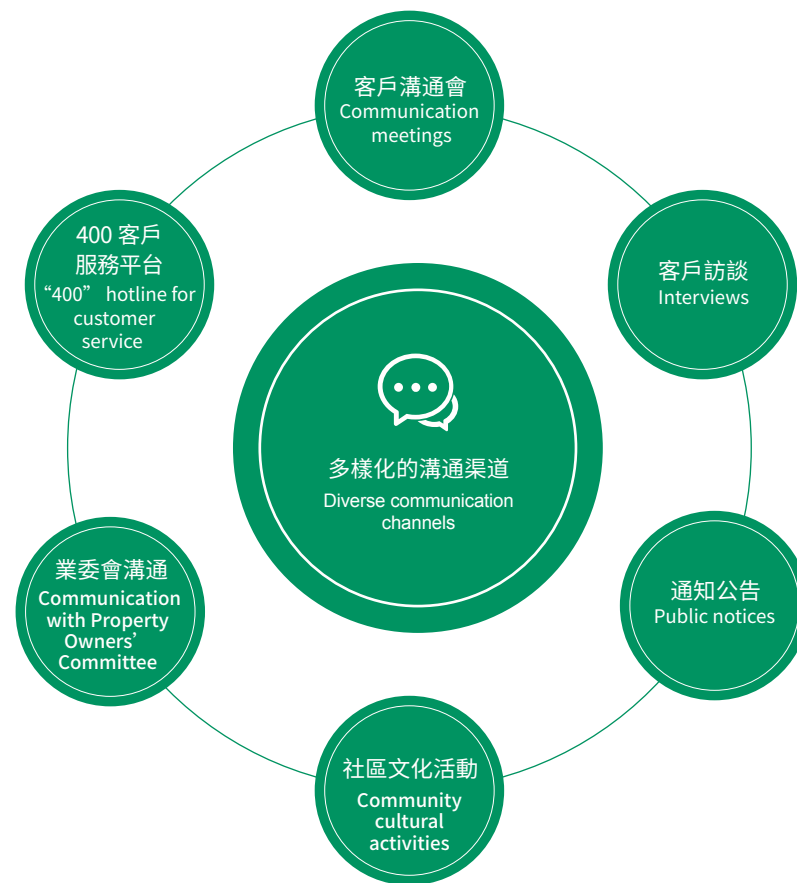 客戶溝通會
Communication
meetings
400 客戶
服務平台
“400” hotline for
customer
service
客戶訪談
Interviews
多樣化的溝通渠道
Diverse communication
channels
業委會溝通
Communication
with Property
Owners’
Committee
通知公告
Public notices
社區文化活動
Community
cultural
activities